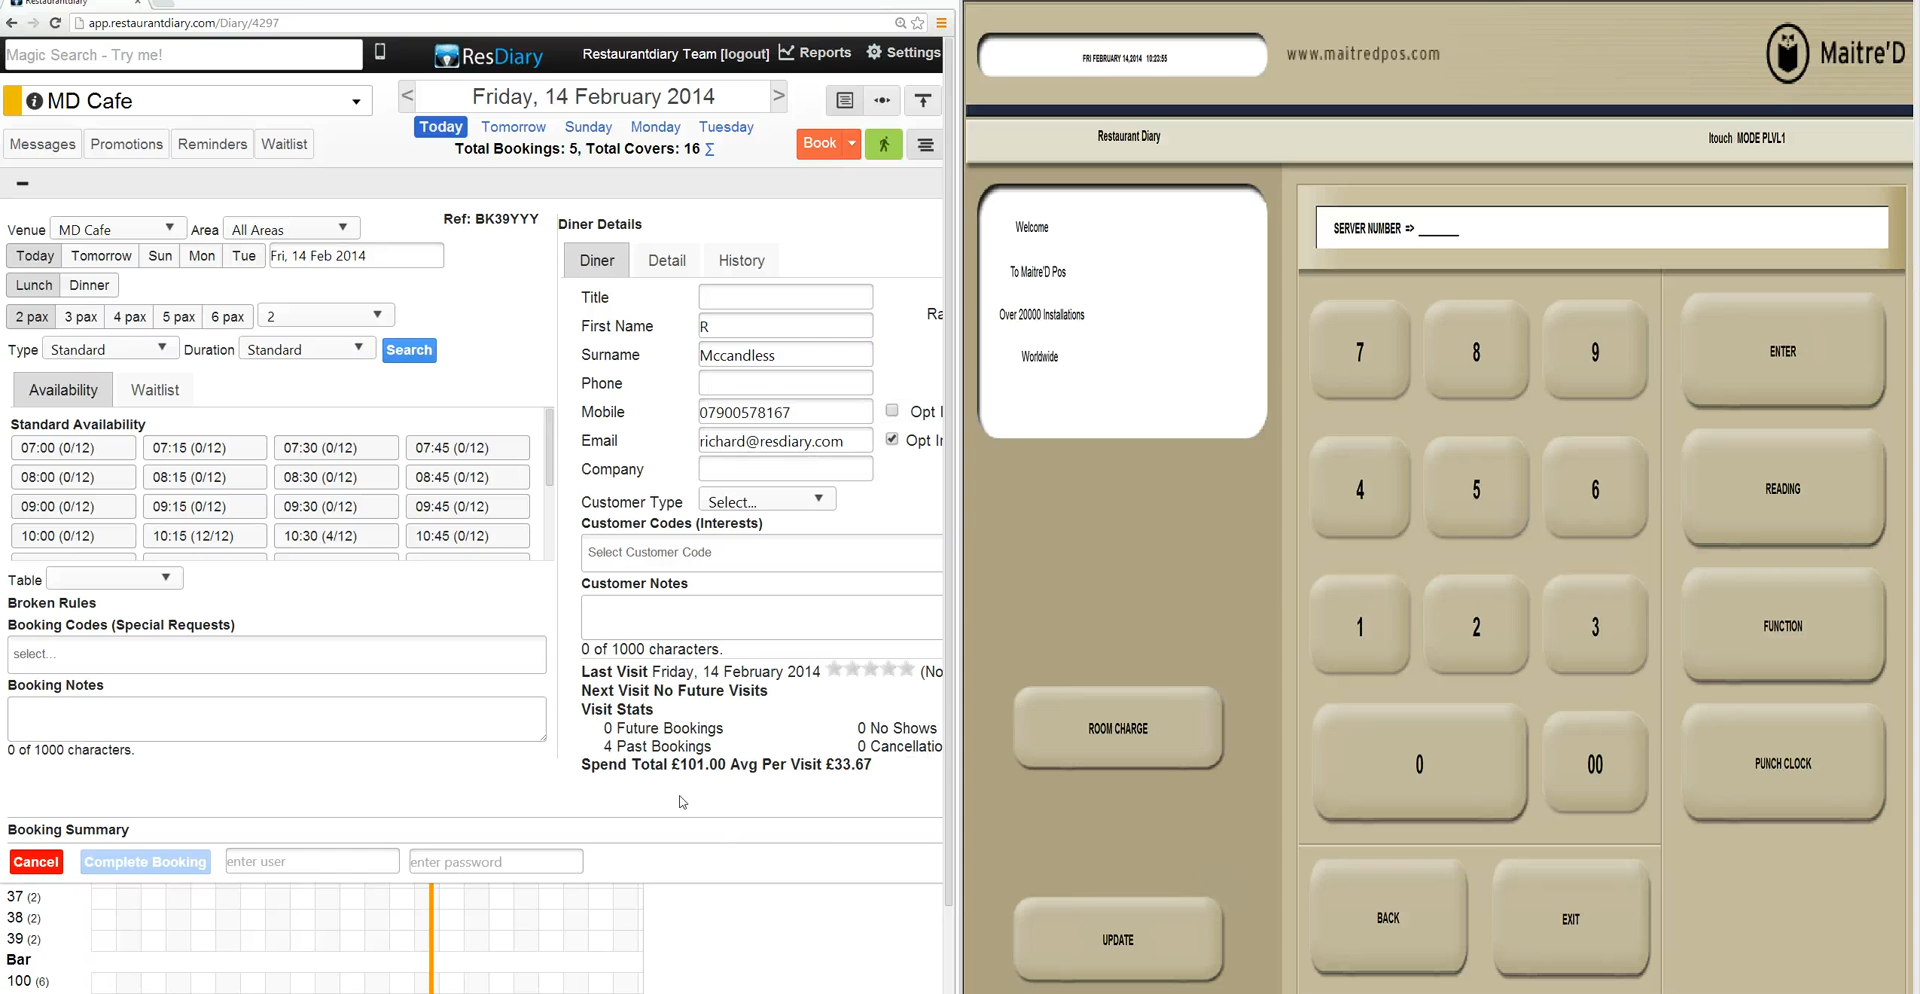 Restaurantdiary
app.restaurantdiary.com/Diary/4297
Magic Search - Try me!
ResDiary
Restaurantdiary Team [logout]
Reports
Settings
MD Cafe
< Friday, 14 February 2014 >
Today Tomorrow Sunday Monday Tuesday
Messages Promotions Reminders Waitlist
Total Bookings: 5, Total Covers: 16 Σ
Book
Venue MD Cafe Area All Areas
Ref: BK39YYY
Today Tomorrow Sun Mon Tue Fri, 14 Feb 2014
Lunch Dinner
2 pax 3 pax 4 pax 5 pax 6 pax 2
Type Standard Duration Standard Search
Availability Waitlist
Standard Availability
07:00 (0/12) 07:15 (0/12) 07:30 (0/12) 07:45 (0/12)
08:00 (0/12) 08:15 (0/12) 08:30 (0/12) 08:45 (0/12)
09:00 (0/12) 09:15 (0/12) 09:30 (0/12) 09:45 (0/12)
10:00 (0/12) 10:15 (12/12) 10:30 (4/12) 10:45 (0/12)
Table
Broken Rules
Booking Codes (Special Requests)
select...
Booking Notes
0 of 1000 characters.
Diner Details
Diner Detail History
Title
First Name R
Surname Mccandless
Phone
Mobile 07900578167 Opt I
Email richard@resdiary.com Opt In
Company
Ra
Customer Type Select...
Customer Codes (Interests)
Select Customer Code
Customer Notes
0 of 1000 characters.
Last Visit Friday, 14 February 2014 (No
Next Visit No Future Visits
Visit Stats
0 Future Bookings 0 No Shows
4 Past Bookings 0 Cancellatio
Spend Total £101.00 Avg Per Visit £33.67
Booking Summary
Cancel Complete Booking enter user enter password
37 (2)
38 (2)
39 (2)
Bar
100 (6)
FRI FEBRUARY 14,2014 10:23:55
www.maitredpos.com
Maitre'D
Restaurant Diary
Itouch MODE PLVL1
Welcome
To Maitre'D Pos
Over 20000 Installations
Worldwide
SERVER NUMBER => ______
7 8 9 ENTER
4 5 6 READING
1 2 3 FUNCTION
0 00 PUNCH CLOCK
ROOM CHARGE
UPDATE
BACK EXIT